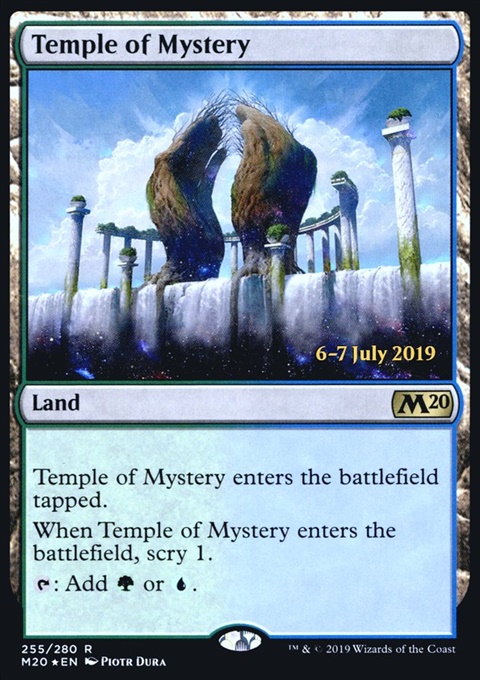 Temple of Mystery
6–7 July 2019
Land
M20
Temple of Mystery enters the battlefield
tapped.
When Temple of Mystery enters the
battlefield, scry 1.
: Add or .
255/280 R
M20 ★ EN Piotr Dura
™ & © 2019 Wizards of the Coast